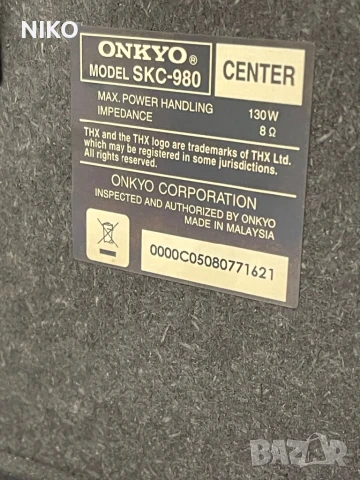 NIKO
ONKYO®
MODEL SKC-980
CENTER
MAX. POWER HANDLING 130W
IMPEDANCE 8 Ω
THX and the THX logo are trademarks of THX Ltd.
which may be registered in some jurisdictions.
All rights reserved.
ONKYO CORPORATION
INSPECTED AND AUTHORIZED BY ONKYO
MADE IN MALAYSIA
0000C05080771621
bazar